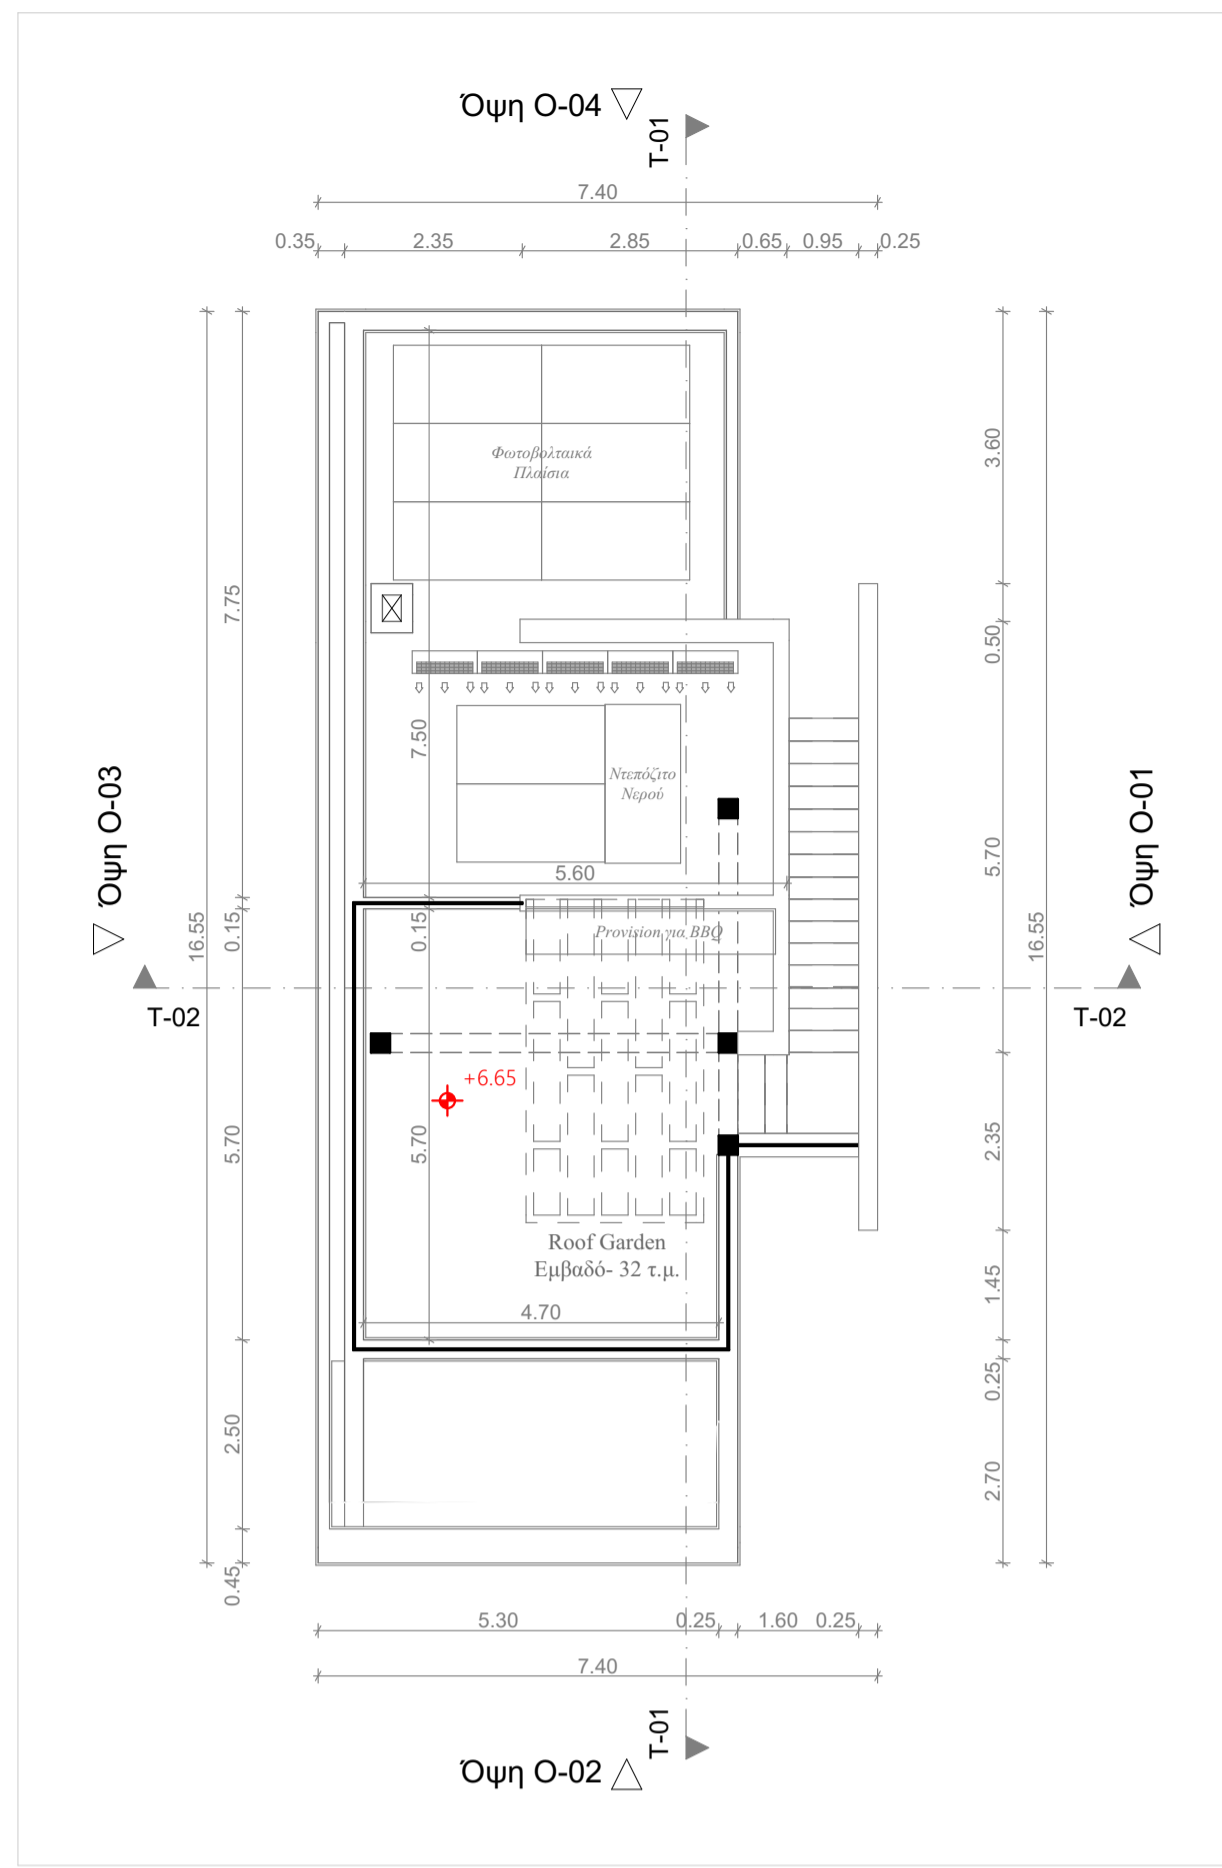 Όψη Ο-04
Τ-01
7.40
0.35
2.35
2.85
0.65
0.95
0.25
Φωτοβολταικά
Πλαίσια
3.60
7.75
0.50
7.50
Ντεπόζιτο
Νερού
Όψη Ο-03
Όψη Ο-01
5.70
5.60
16.55
0.15
0.15
Provision για BBQ
16.55
Τ-02
Τ-02
+6.65
5.70
5.70
2.35
Roof Garden
Εμβαδό- 32 τ.μ.
1.45
4.70
0.25
2.50
2.70
0.45
5.30
0.25
1.60
0.25
7.40
Τ-01
Όψη Ο-02